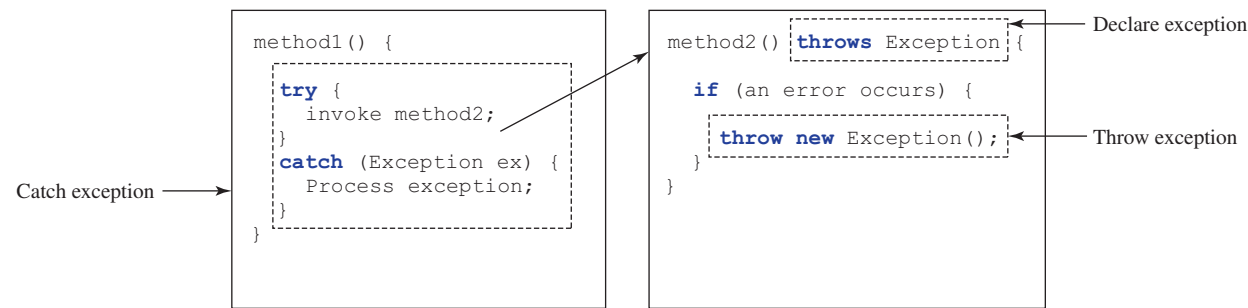 method1() {
try {
invoke method2;
}
catch (Exception ex) {
Process exception;
}
}
Catch exception
method2() throws Exception {
if (an error occurs) {
throw new Exception();
}
}
Declare exception
Throw exception